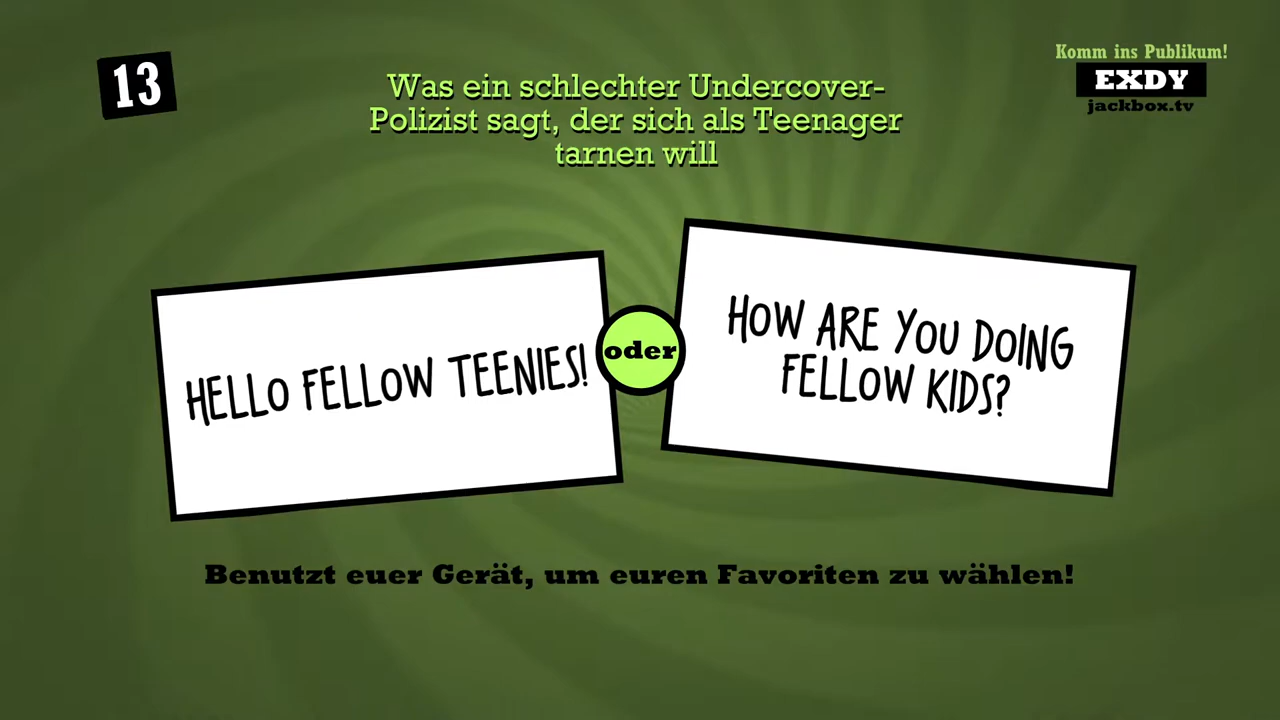 13
Komm ins Publikum!
EXDY
jackbox.tv
Was ein schlechter Undercover-
Polizist sagt, der sich als Teenager
tarnen will
HELLO FELLOW TEENIES!
oder
HOW ARE YOU DOING
FELLOW KIDS?
Benutzt euer Gerät, um euren Favoriten zu wählen!